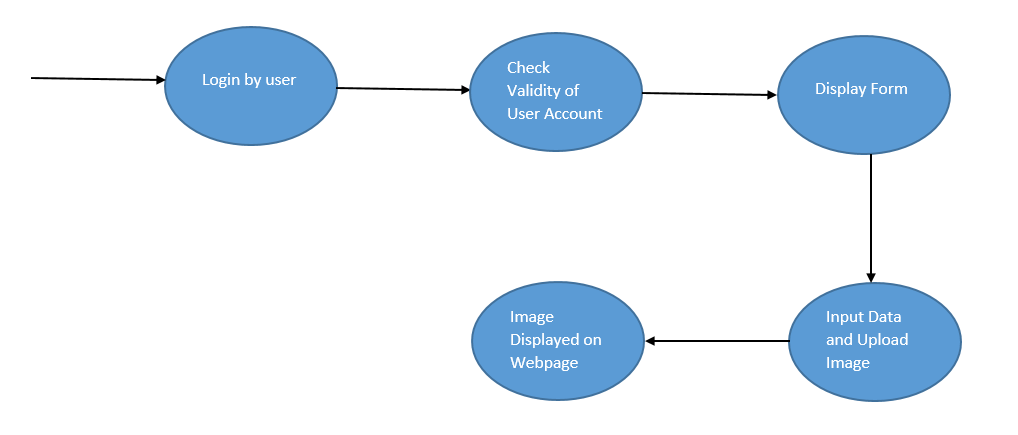 Login by user
Check
Validity of
User Account
Display Form
Input Data
and Upload
Image
Image
Displayed on
Webpage